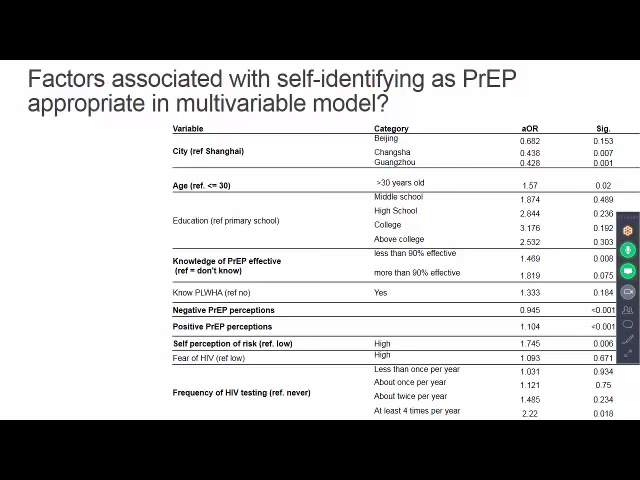 Factors associated with self-identifying as PrEP
appropriate in multivariable model?
Variable Category aOR Sig.
City (ref Shanghai) Beijing 0.682 0.153
Changsha 0.438 0.007
Guangzhou 0.428 0.001
Age (ref. <= 30) >30 years old 1.57 0.02
Education (ref primary school) Middle school 1.874 0.489
High School 2.844 0.236
College 3.176 0.192
Above college 2.532 0.303
Knowledge of PrEP effective
(ref = don't know) less than 90% effective 1.469 0.008
more than 90% effective 1.819 0.075
Know PLWHA (ref no) Yes 1.333 0.184
Negative PrEP perceptions 0.945 <0.001
Positive PrEP perceptions 1.104 <0.001
Self perception of risk (ref. low) High 1.745 0.006
Fear of HIV (ref low) High 1.093 0.671
Frequency of HIV testing (ref. never) Less than once per year 1.031 0.934
About once per year 1.121 0.75
About twice per year 1.485 0.234
At least 4 times per year 2.22 0.018